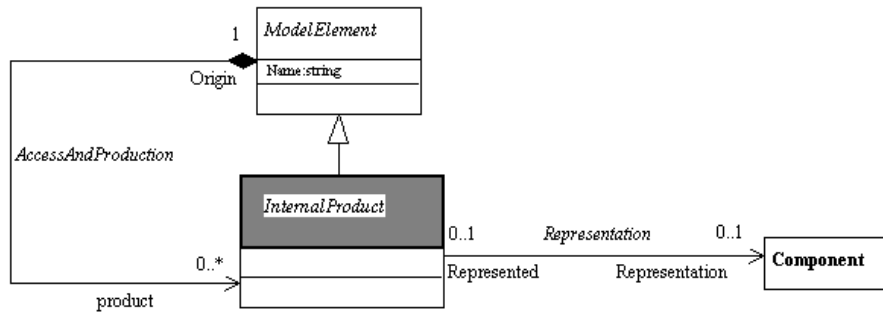 1
ModelElement
Origin
Name:string
AccessAndProduction
InternalProduct
0..1
Representation
0..1
Component
0..*
Represented
Representation
product